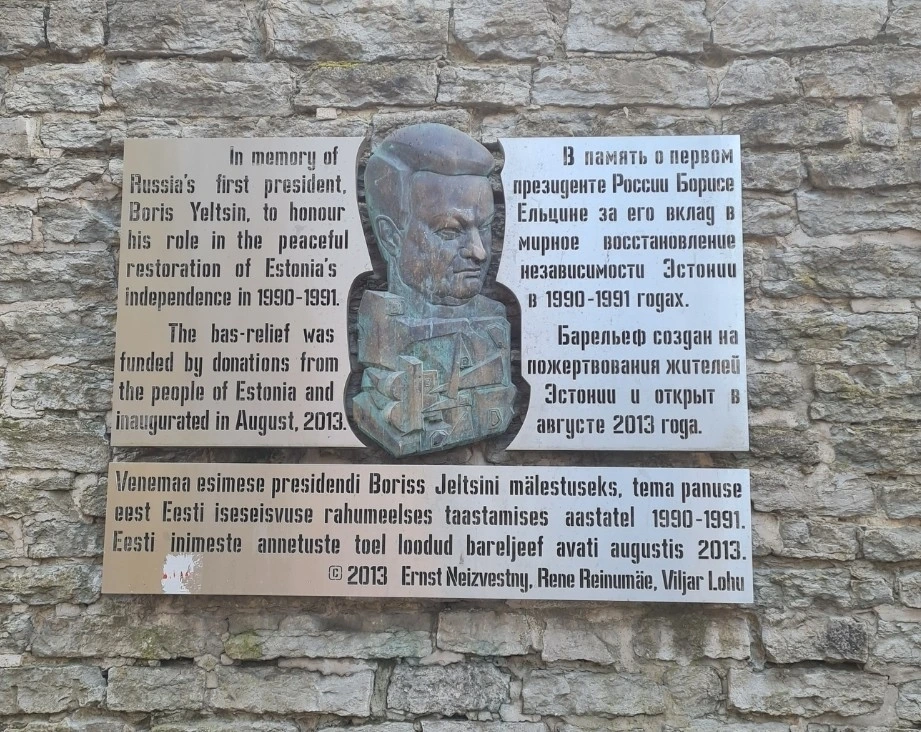 In memory of
Russia's first president,
Boris Yeltsin, to honour
his role in the peaceful
restoration of Estonia's
independence in 1990-1991.
The bas-relief was
funded by donations from
the people of Estonia and
inaugurated in August, 2013.
В память о первом
президенте России Борисе
Ельцине за его вклад в
мирное восстановление
независимости Эстонии
в 1990-1991 годах.
Барельеф создан на
пожертвования жителей
Эстонии и открыт в
августе 2013 года.
Venemaa esimese presidendi Boriss Jeltsini mälestuseks, tema panuse
eest Eesti iseseisvuse rahumeelses taastamises aastatel 1990-1991.
Eesti inimeste annetuste toel loodud bareljeef avati augustis 2013.
© 2013 Ernst Neizvestny, Rene Reinumäe, Viljar Lohu